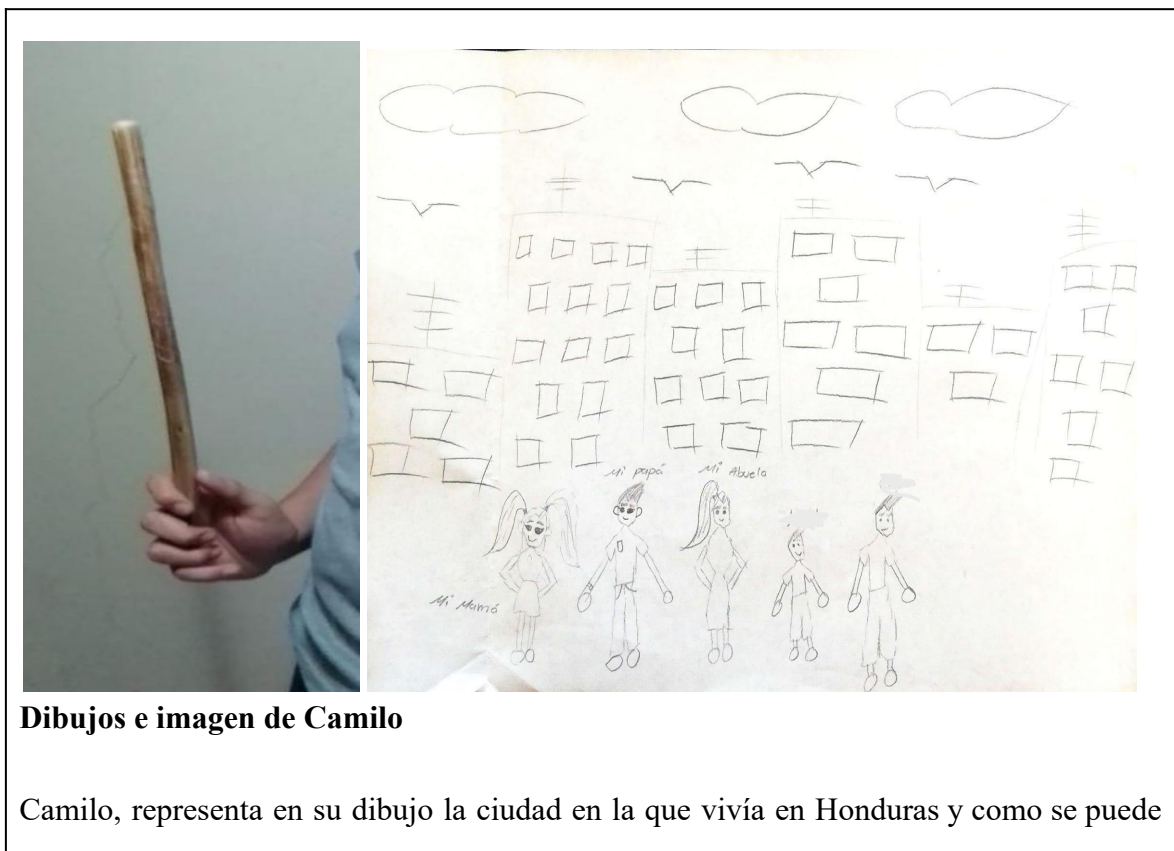 Mi papá
Mi Abuela
Mi Mamá
Dibujos e imagen de Camilo
Camilo, representa en su dibujo la ciudad en la que vivía en Honduras y como se puede